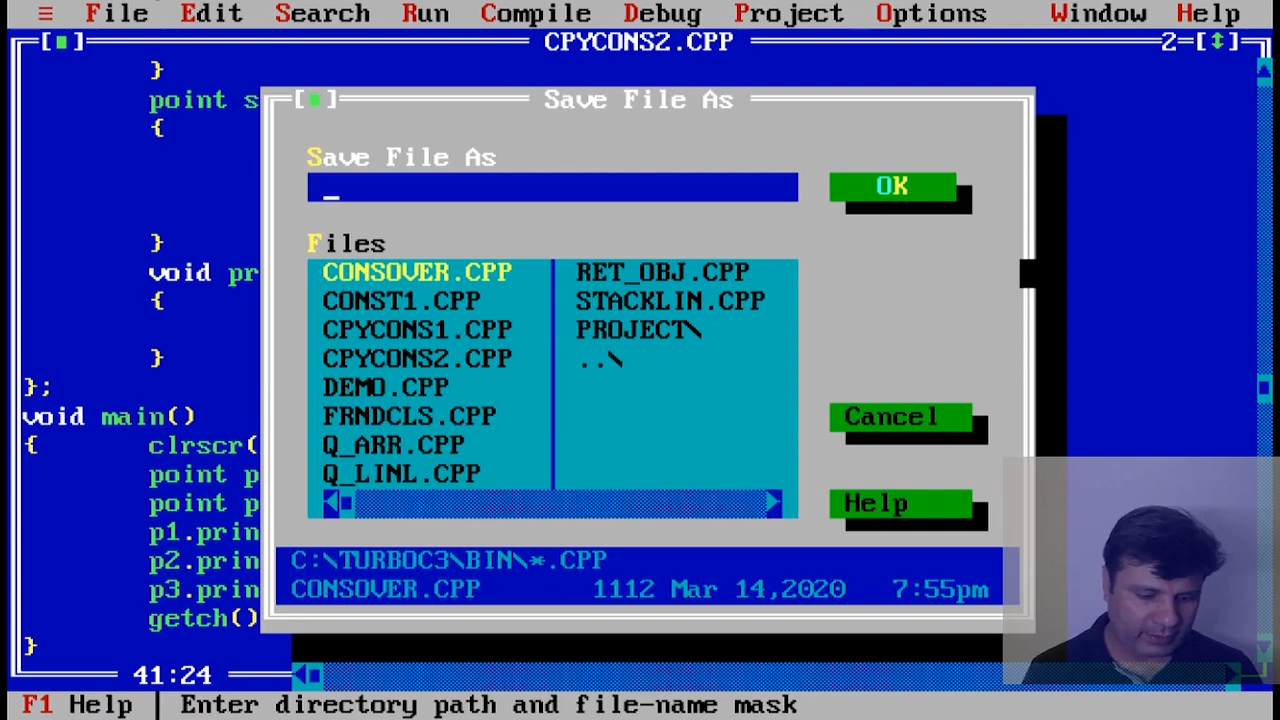 ≡ File Edit Search Run Compile Debug Project Options Window Help
[■] CPYCONS2.CPP 2=[↕]
}
point s
{
}
void pr
{
}
};
void main()
{ clrscr(
point p
point p
p1.prin
p2.prin
p3.prin
getch()
}
41:24
[■] Save File As
Save File As
_
OK
Files
CONSOVER.CPP RET_OBJ.CPP
CONST1.CPP STACKLIN.CPP
CPYCONS1.CPP PROJECT\
CPYCONS2.CPP ..\
DEMO.CPP
FRNDCLS.CPP
Q_ARR.CPP
Q_LINL.CPP
Cancel
Help
C:\TURBOC3\BIN\*.CPP
CONSOVER.CPP 1112 Mar 14,2020 7:55pm
F1 Help | Enter directory path and file-name mask